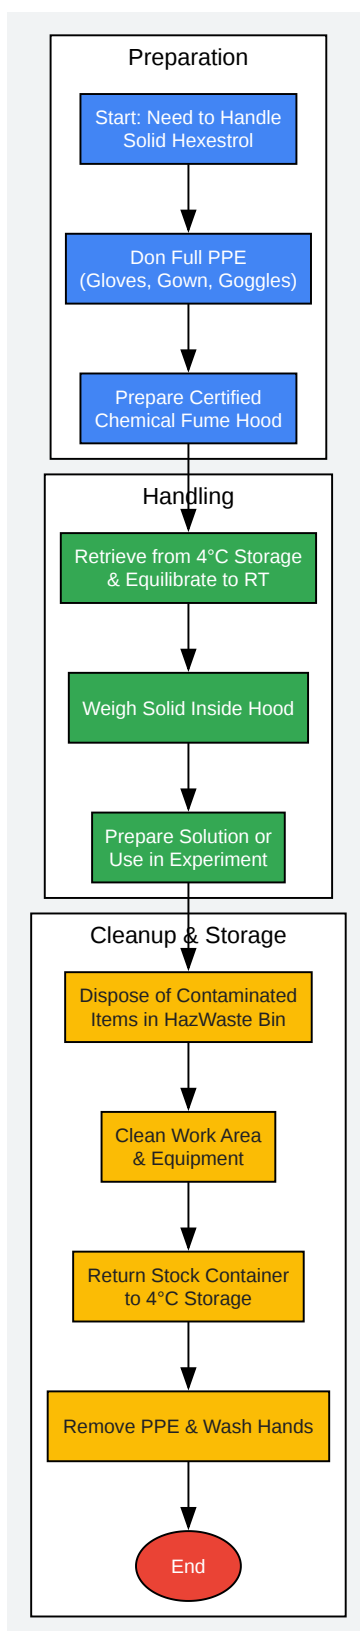 Preparation
Start: Need to Handle
Solid Hexestrol
Don Full PPE
(Gloves, Gown, Goggles)
Prepare Certified
Chemical Fume Hood
Handling
Retrieve from 4°C Storage
& Equilibrate to RT
Weigh Solid Inside Hood
Prepare Solution or
Use in Experiment
Cleanup & Storage
Dispose of Contaminated
Items in HazWaste Bin
Clean Work Area
& Equipment
Return Stock Container
to 4°C Storage
Remove PPE & Wash Hands
End